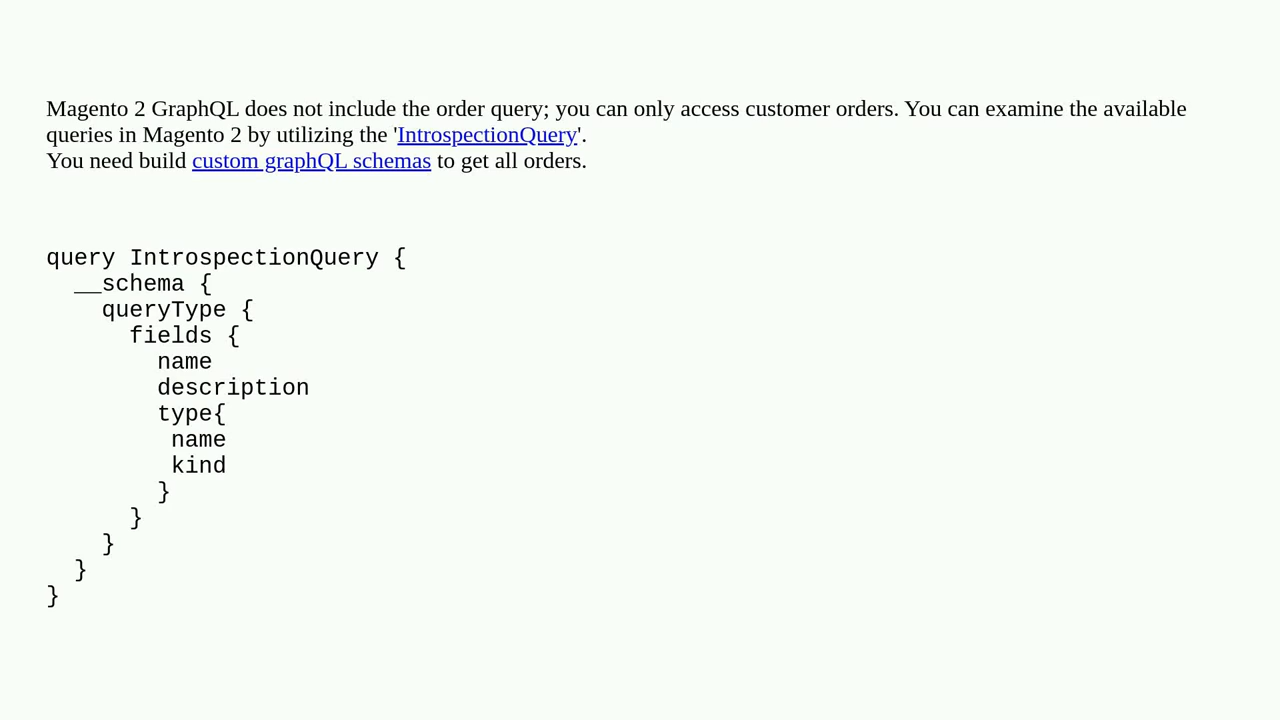 Magento 2 GraphQL does not include the order query; you can only access customer orders. You can examine the available
queries in Magento 2 by utilizing the 'IntrospectionQuery'.
You need build custom graphQL schemas to get all orders.
query IntrospectionQuery {
  __schema {
    queryType {
      fields {
        name
        description
        type{
         name
         kind
        }
      }
    }
  }
}